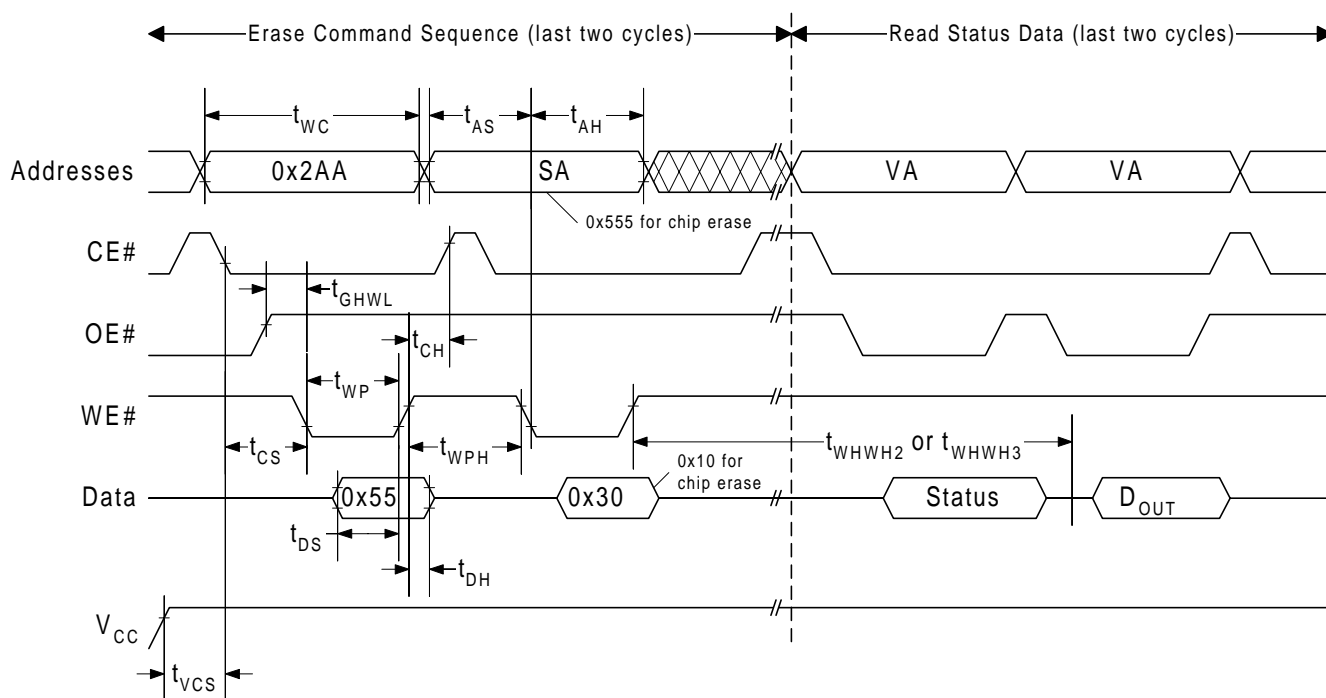 Erase Command Sequence (last two cycles) Read Status Data (last two cycles)
tWC tAS tAH
Addresses 0x2AA SA VA VA
0x555 for chip erase
CE#
tGHWL
OE#
tCH
tWP
WE#
tCS tWPH tWHWH2 or tWHWH3
0x10 for
chip erase
Data 0x55 0x30 Status DOUT
tDS
tDH
VCC
tVCS